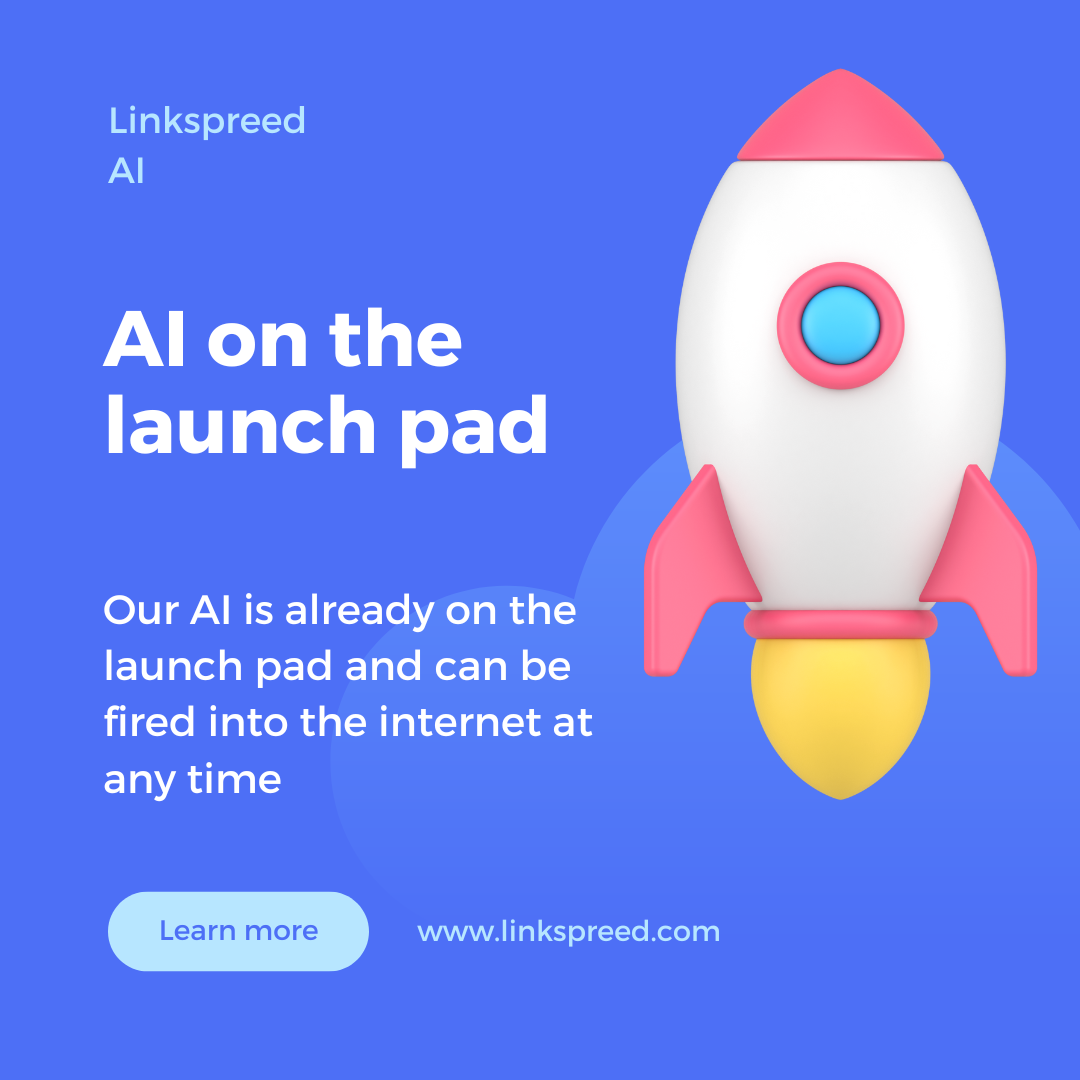 Linkspreed
AI
AI on the
launch pad
Our AI is already on the
launch pad and can be
fired into the internet at
any time
Learn more
www.linkspreed.com